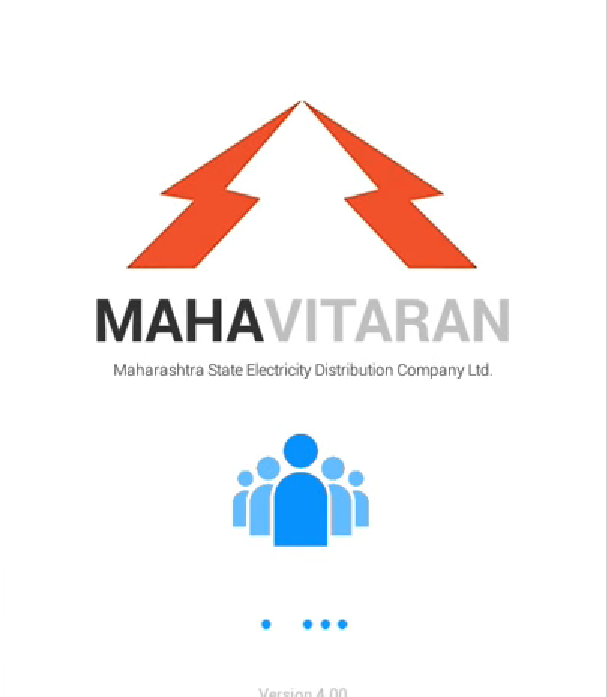 MAHAVITARAN
Maharashtra State Electricity Distribution Company Ltd.
Version 4.00